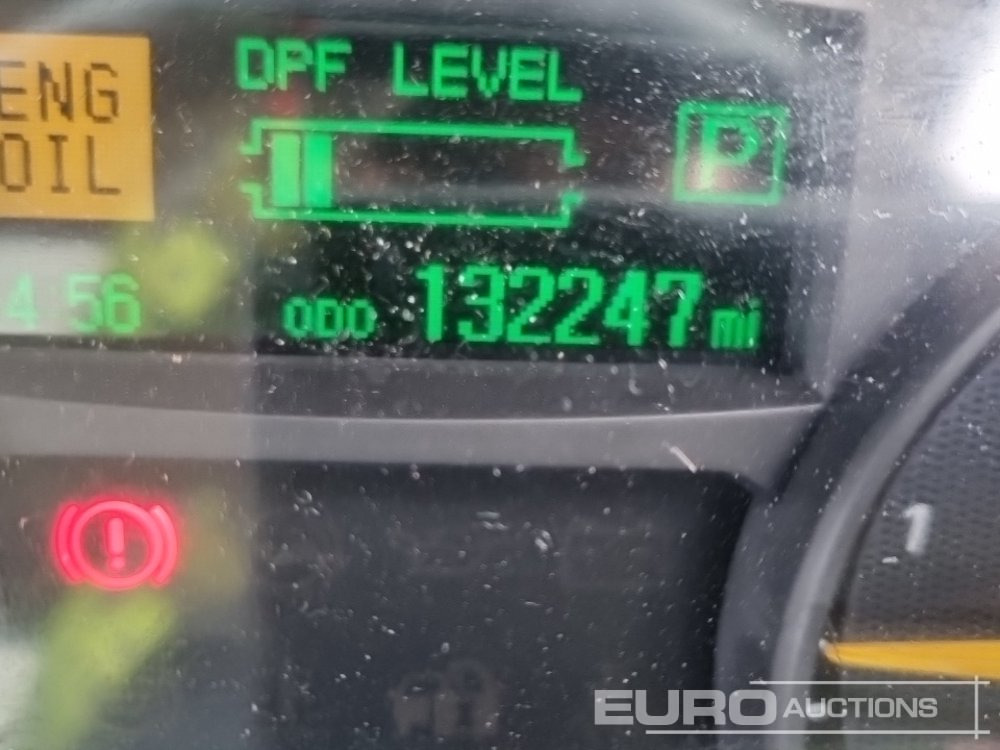 ENG
OIL
DPF LEVEL
P
4 56
ODO 132247 mi
!
1
EURO AUCTIONS